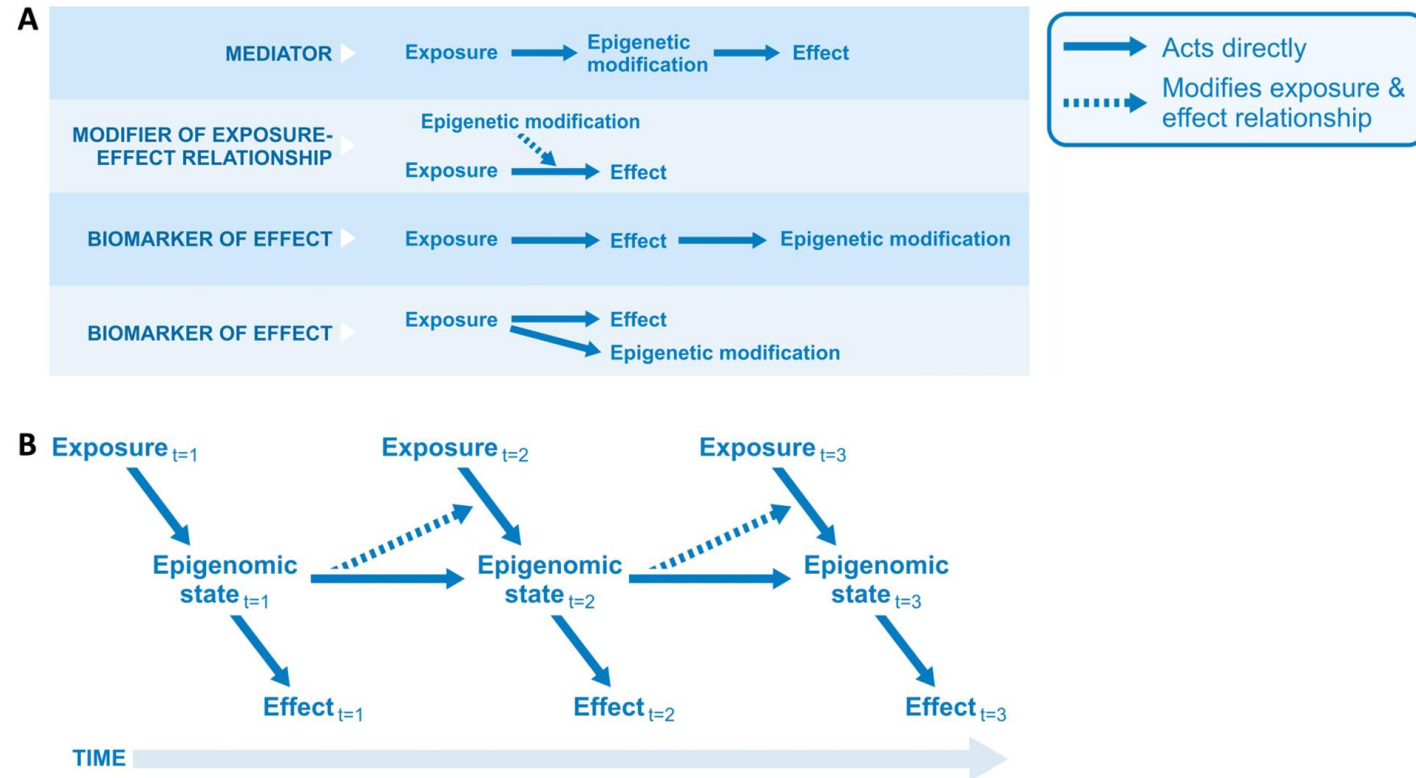 A
MEDIATOR
Exposure
Epigenetic
modification
Effect
MODIFIER OF EXPOSURE-
EFFECT RELATIONSHIP
Epigenetic modification
Exposure
Effect
BIOMARKER OF EFFECT
Exposure
Effect
Epigenetic modification
BIOMARKER OF EFFECT
Exposure
Effect
Epigenetic modification
Acts directly
Modifies exposure &
effect relationship
B
Exposure t=1
Exposure t=2
Exposure t=3
Epigenomic
state t=1
Epigenomic
state t=2
Epigenomic
state t=3
Effect t=1
Effect t=2
Effect t=3
TIME